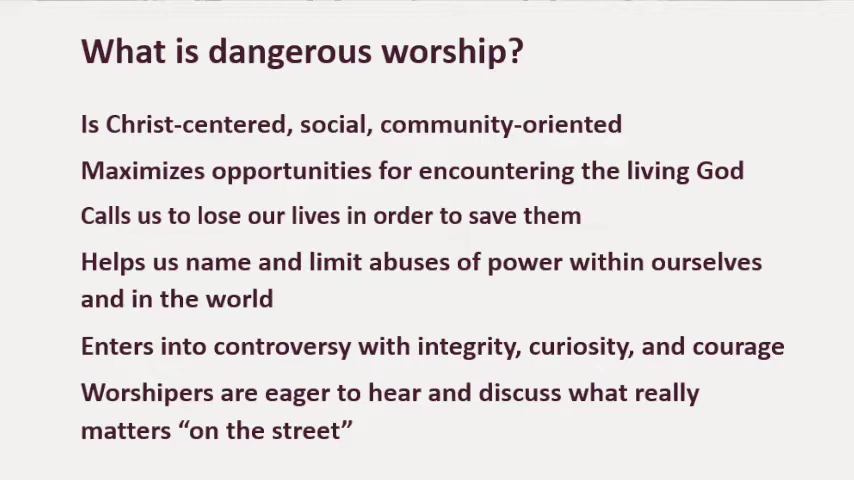 What is dangerous worship?
Is Christ-centered, social, community-oriented
Maximizes opportunities for encountering the living God
Calls us to lose our lives in order to save them
Helps us name and limit abuses of power within ourselves
and in the world
Enters into controversy with integrity, curiosity, and courage
Worshipers are eager to hear and discuss what really
matters “on the street”